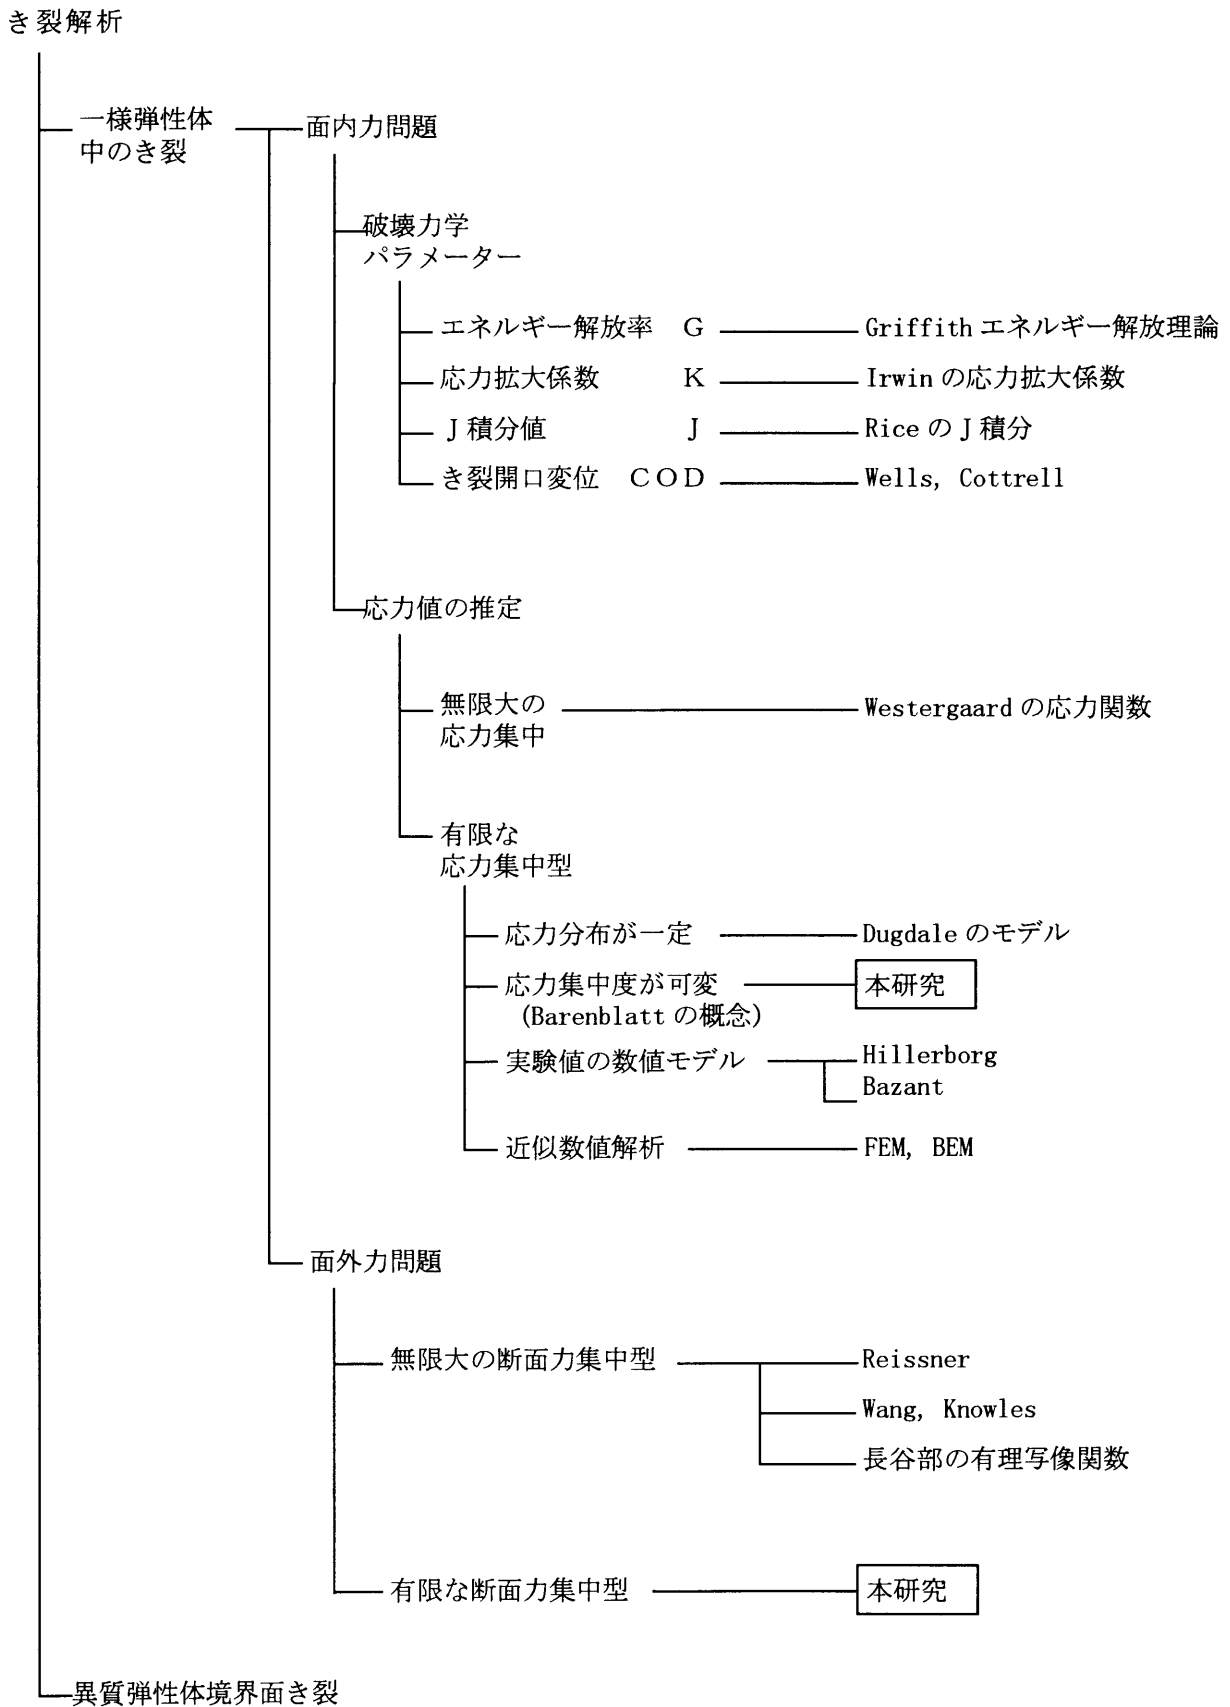 き裂解析
一様弾性体
中のき裂
面内力問題
破壊力学
パラメーター
エネルギー解放率 G Griffith エネルギー解放理論
応力拡大係数 K Irwin の応力拡大係数
J積分値 J Rice のJ積分
き裂開口変位 COD Wells, Cottrell
応力値の推定
無限大の Westergaard の応力関数
応力集中
有限な
応力集中型
応力分布が一定 Dugdale のモデル
応力集中度が可変 本研究
(Barenblatt の概念)
実験値の数値モデル Hillerborg
Bazant
近似数値解析 FEM, BEM
面外力問題
無限大の断面力集中型 Reissner
Wang, Knowles
長谷部の有理写像関数
有限な断面力集中型 本研究
異質弾性体境界面き裂